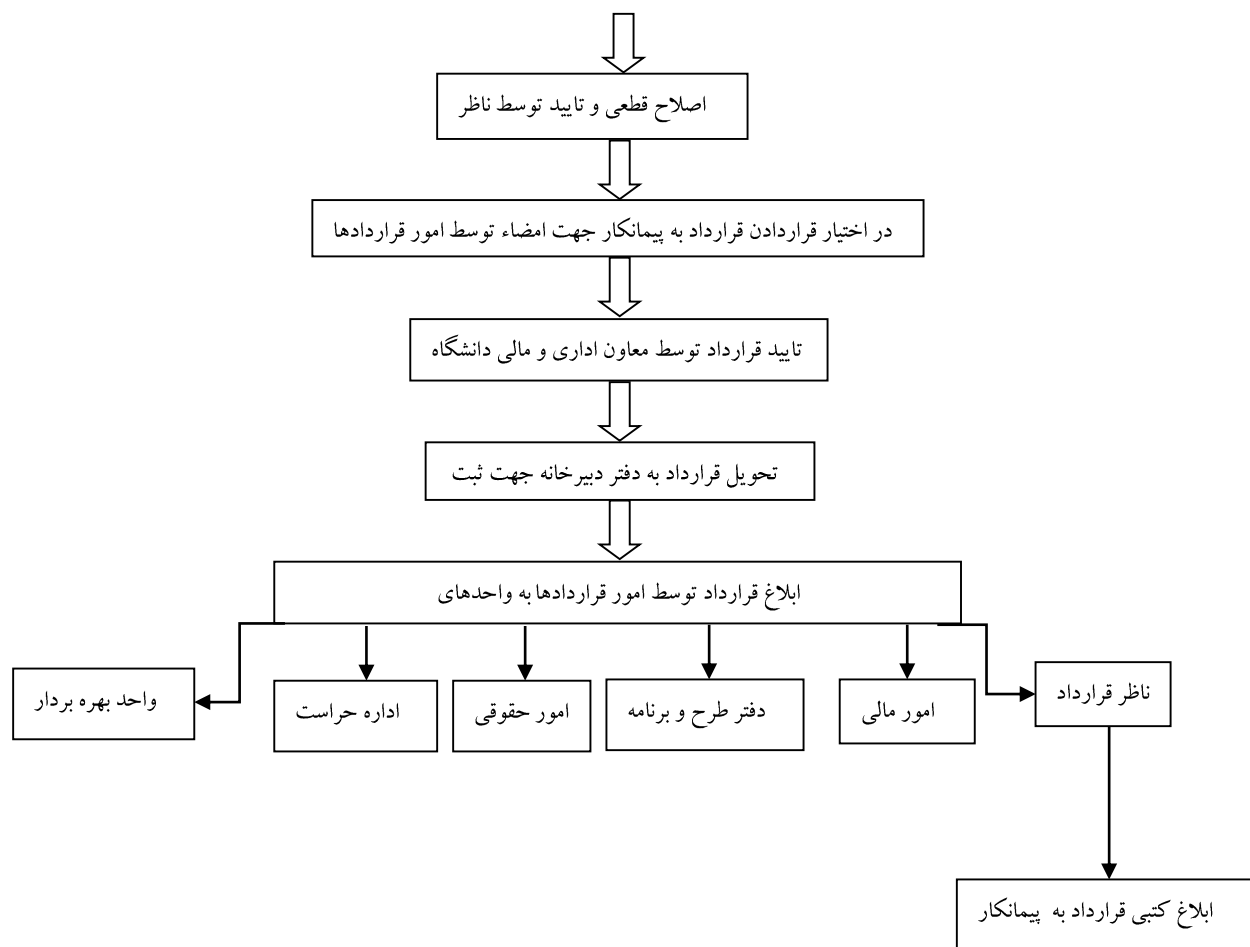 اصلاح قطعی و تایید توسط ناظر
در اختیار قراردادن قرارداد به پیمانکار جهت امضاء توسط امور قراردادها
تایید قرارداد توسط معاون اداری و مالی دانشگاه
تحویل قرارداد به دفتر دبیرخانه جهت ثبت
ابلاغ قرارداد توسط امور قراردادها به واحدهای
ناظر قرارداد
امور مالی
دفتر طرح و برنامه
امور حقوقی
اداره حراست
واحد بهره بردار
ابلاغ کتبی قرارداد به پیمانکار